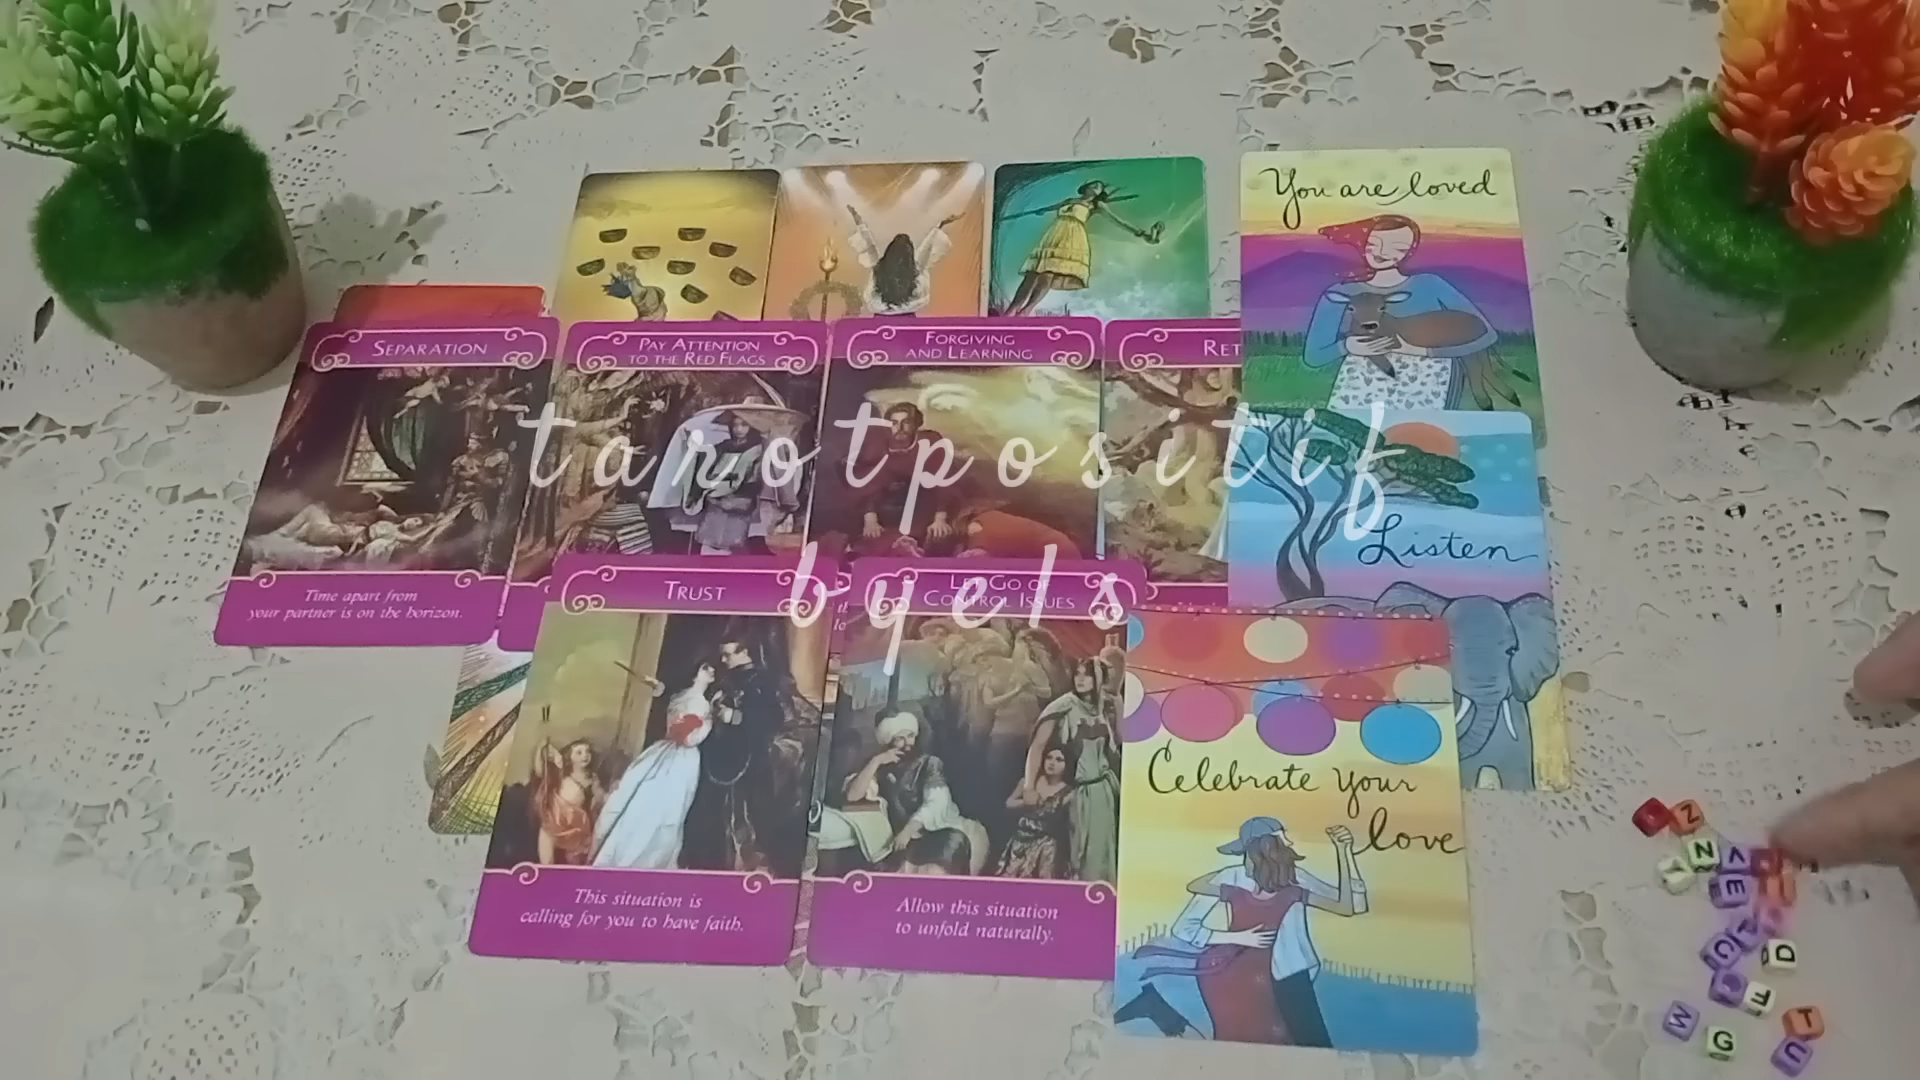 You are loved
SEPARATION
PAY ATTENTION
TO THE RED FLAGS
FORGIVING
AND LEARNING
RET
tarotpositif
byels
Listen
Time apart from
your partner is on the horizon.
TRUST
LET GO OF
CONTROL ISSUES
Celebrate your
love
This situation is
calling for you to have faith.
Allow this situation
to unfold naturally.
Z
N
E
D
F
M
G
T
U